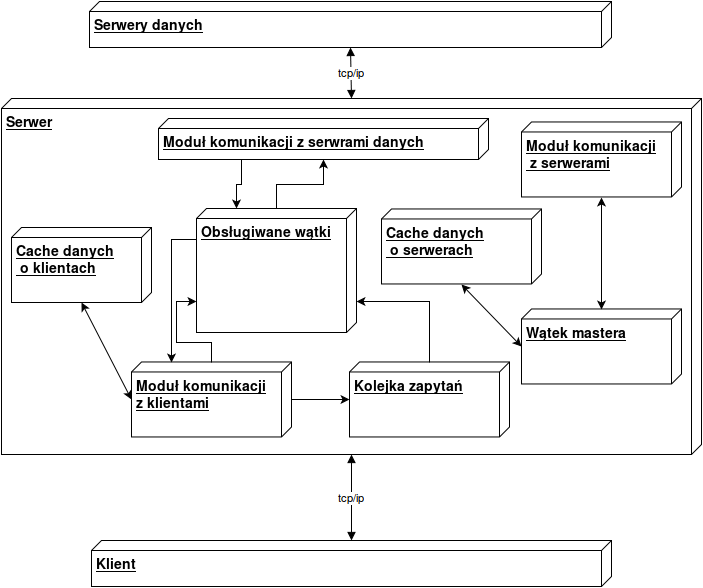 Serwery danych
tcp/ip
Serwer
Moduł komunikacji z serwrami danych
Moduł komunikacji
z serwerami
Obsługiwane wątki
Cache danych
o serwerach
Cache danych
o klientach
Wątek mastera
Moduł komunikacji
z klientami
Kolejka zapytań
tcp/ip
Klient